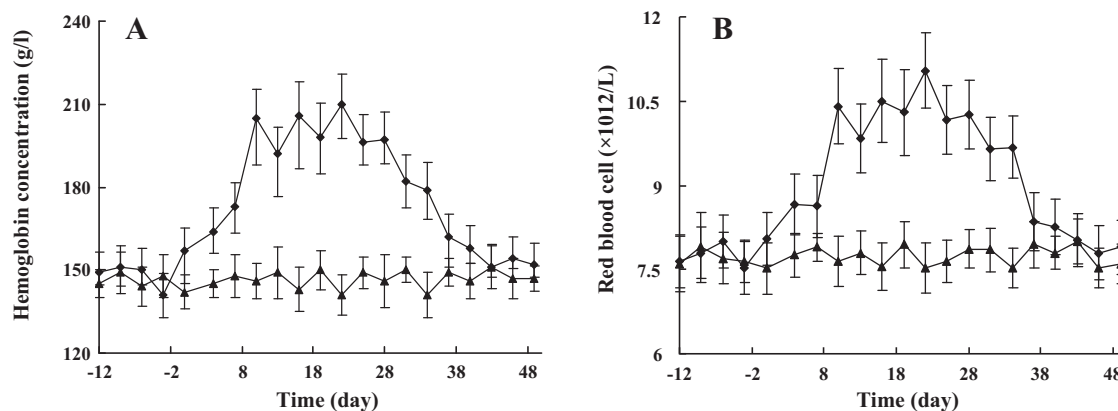 A
Hemoglobin concentration (g/l)
240
210
180
150
120
-12 -2 8 18 28 38 48
Time (day)
B
Red blood cell (×1012/L)
12
10.5
9
7.5
6
-12 -2 8 18 28 38 48
Time (day)